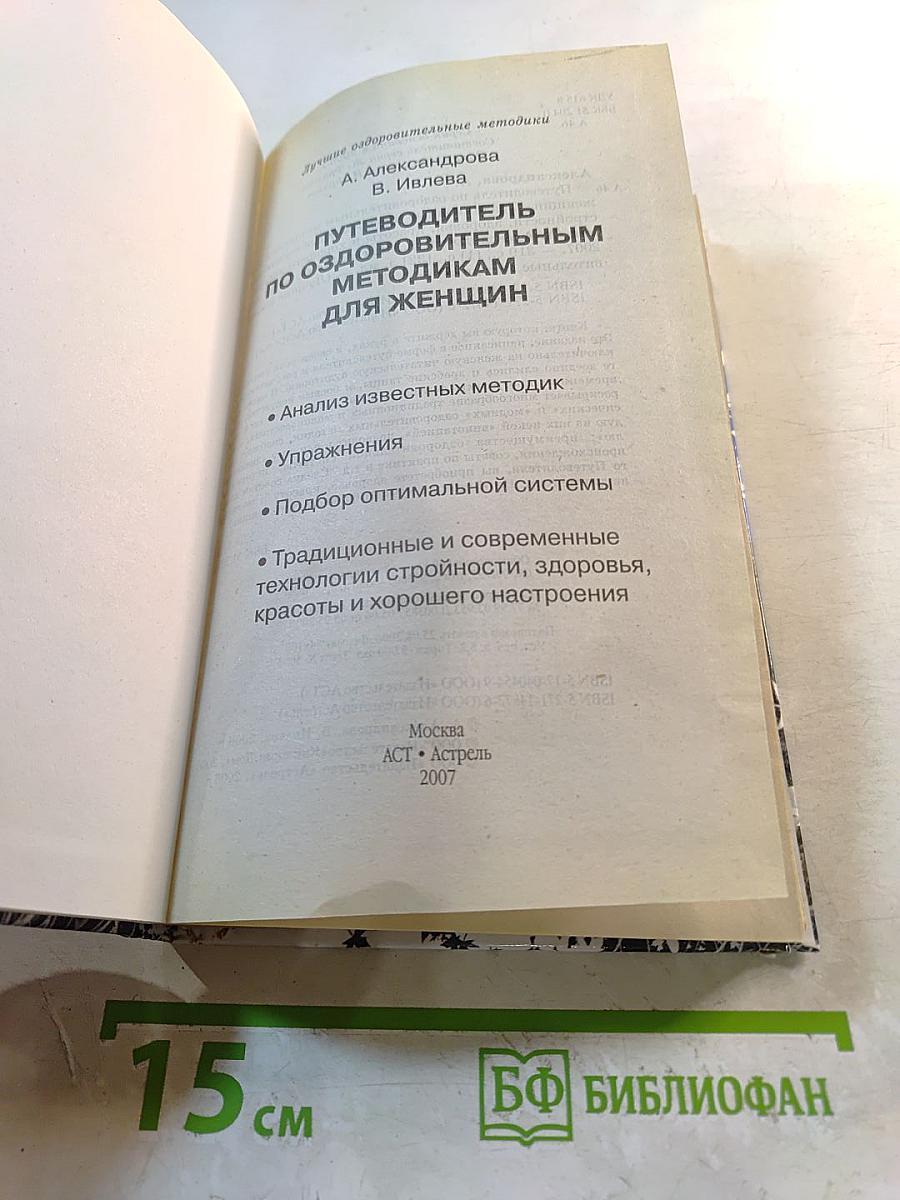 Лучшие оздоровительные методики
А. Александрова
В. Ивлева
ПУТЕВОДИТЕЛЬ
ПО ОЗДОРОВИТЕЛЬНЫМ
МЕТОДИКАМ
ДЛЯ ЖЕНЩИН
• Анализ известных методик
• Упражнения
• Подбор оптимальной системы
• Традиционные и современные
технологии стройности, здоровья,
красоты и хорошего настроения
Москва
АСТ • Астрель
2007
15 см
БФ БИБЛИОФАН